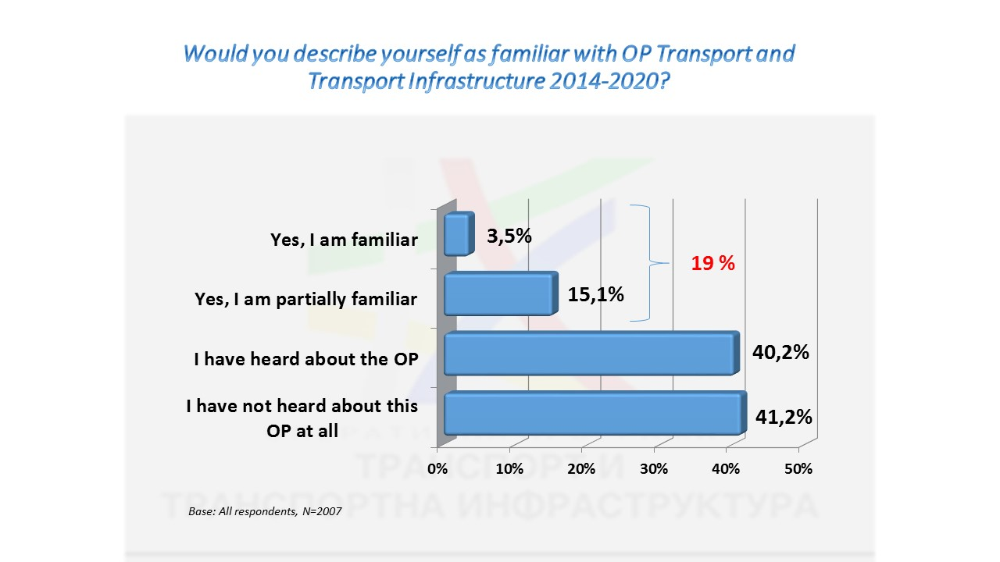 Would you describe yourself as familiar with OP Transport and
Transport Infrastructure 2014-2020?
Yes, I am familiar
3,5%
19 %
Yes, I am partially familiar
15,1%
I have heard about the OP
40,2%
I have not heard about this
OP at all
41,2%
0% 10% 20% 30% 40% 50%
ТРАНСПОРТ И
ТРАНСПОРТНА ИНФРАСТРУКТУРА
Base: All respondents, N=2007